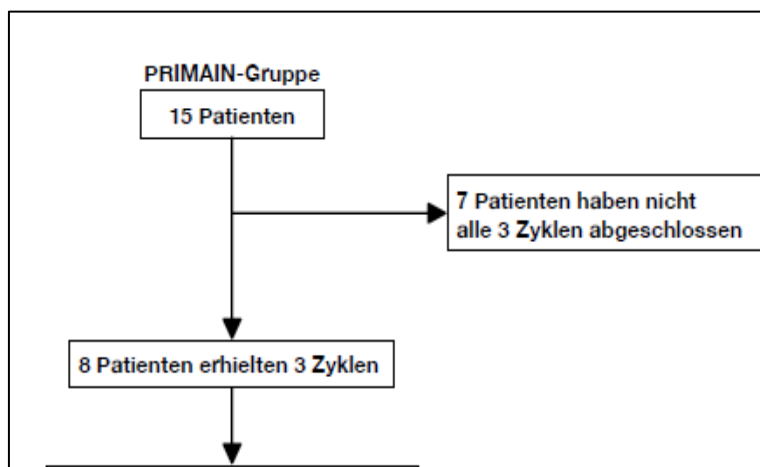 PRIMAIN-Gruppe
15 Patienten
7 Patienten haben nicht
alle 3 Zyklen abgeschlossen
8 Patienten erhielten 3 Zyklen